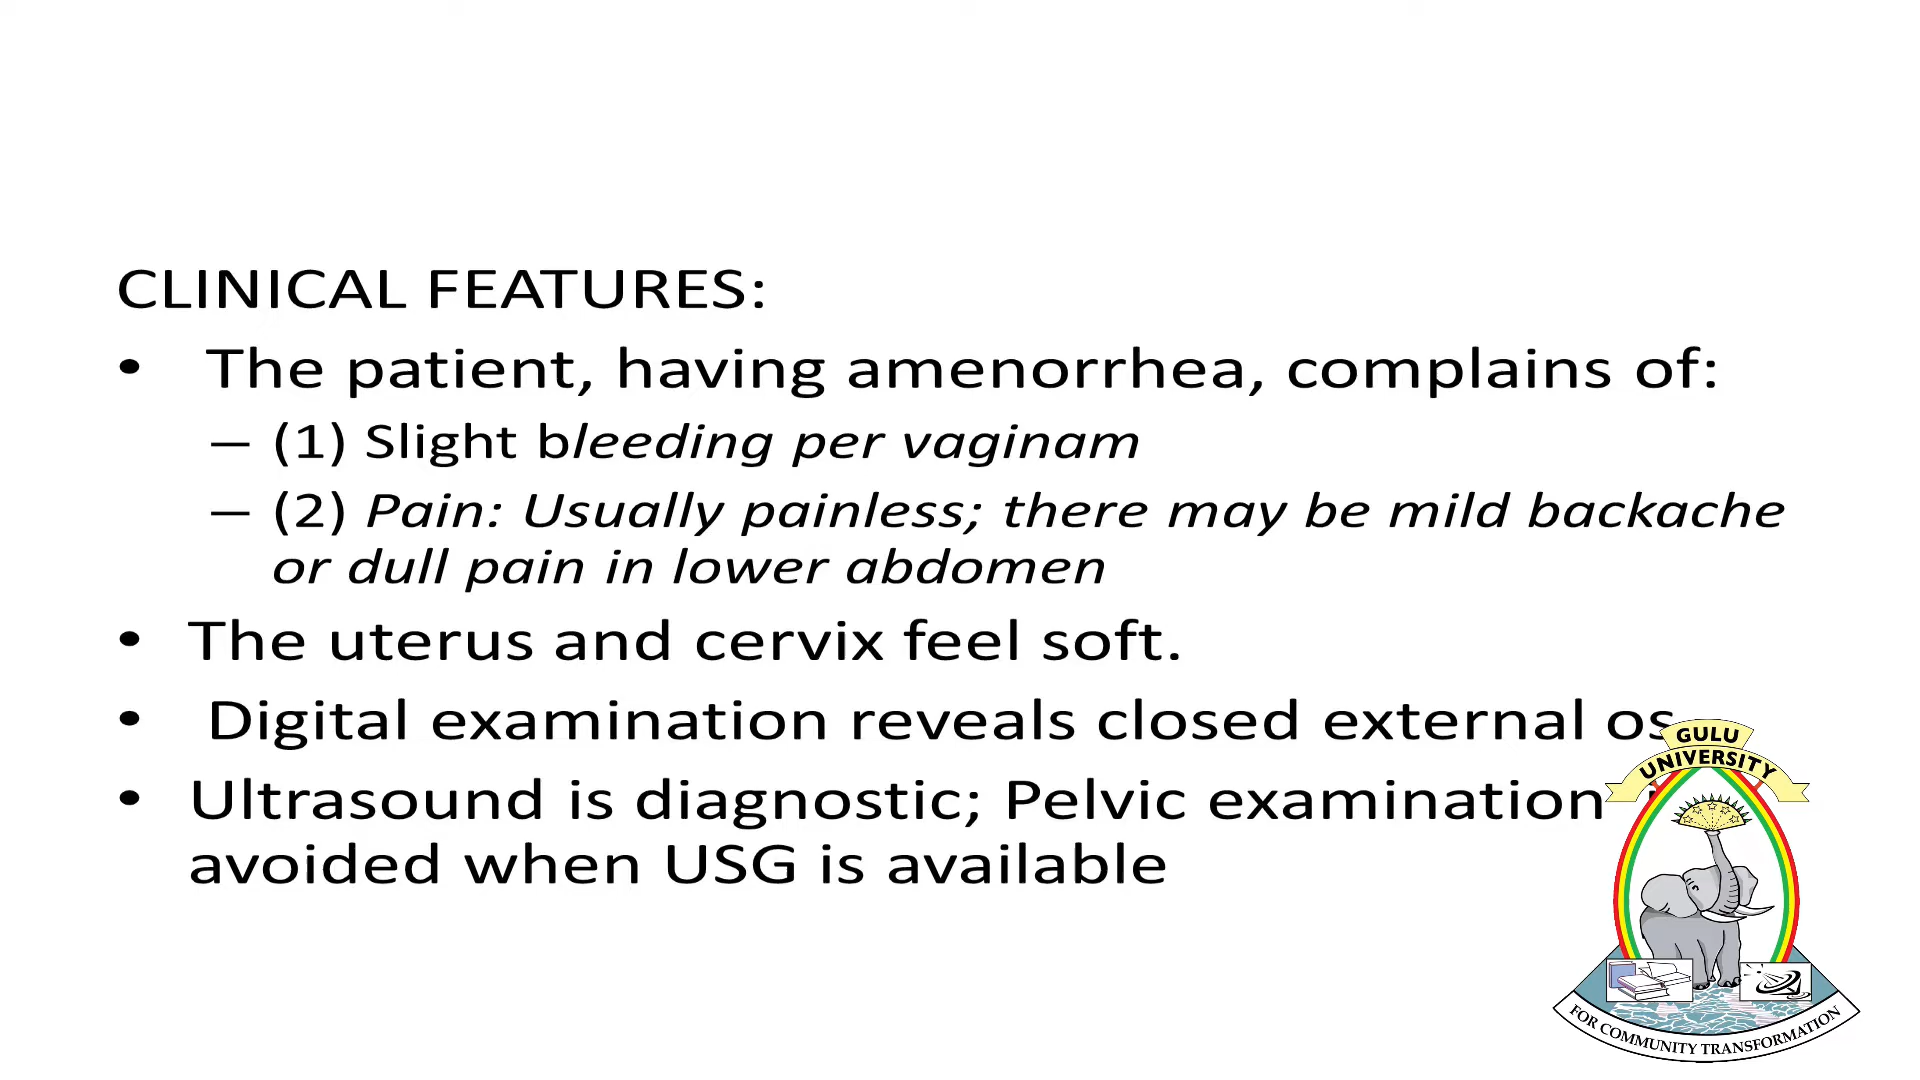 CLINICAL FEATURES:
• The patient, having amenorrhea, complains of:
– (1) Slight bleeding per vaginam
– (2) Pain: Usually painless; there may be mild backache
or dull pain in lower abdomen
• The uterus and cervix feel soft.
• Digital examination reveals closed external os
• Ultrasound is diagnostic; Pelvic examination
avoided when USG is available
GULU
UNIVERSITY
FOR COMMUNITY TRANSFORMATION